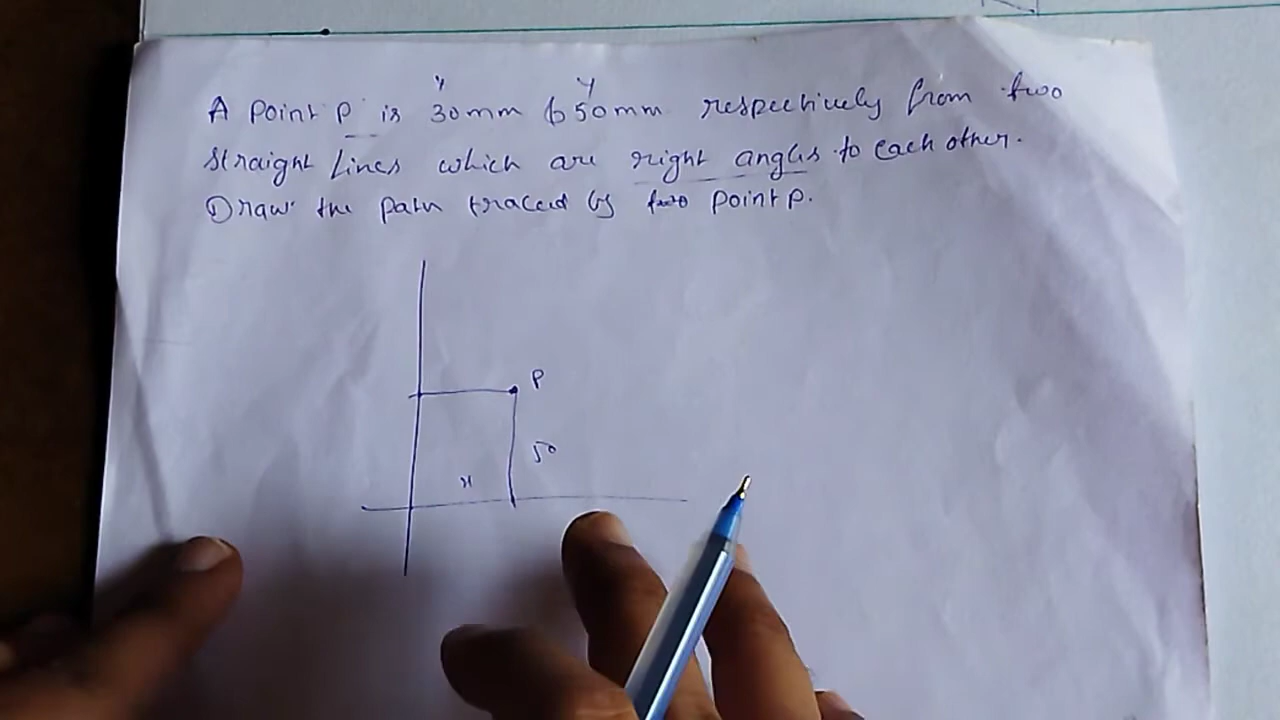 x y
A point P is 30mm & 50mm respectively from two
straight lines which are right angles to each other.
Draw the path traced by two point P.
P
50
x